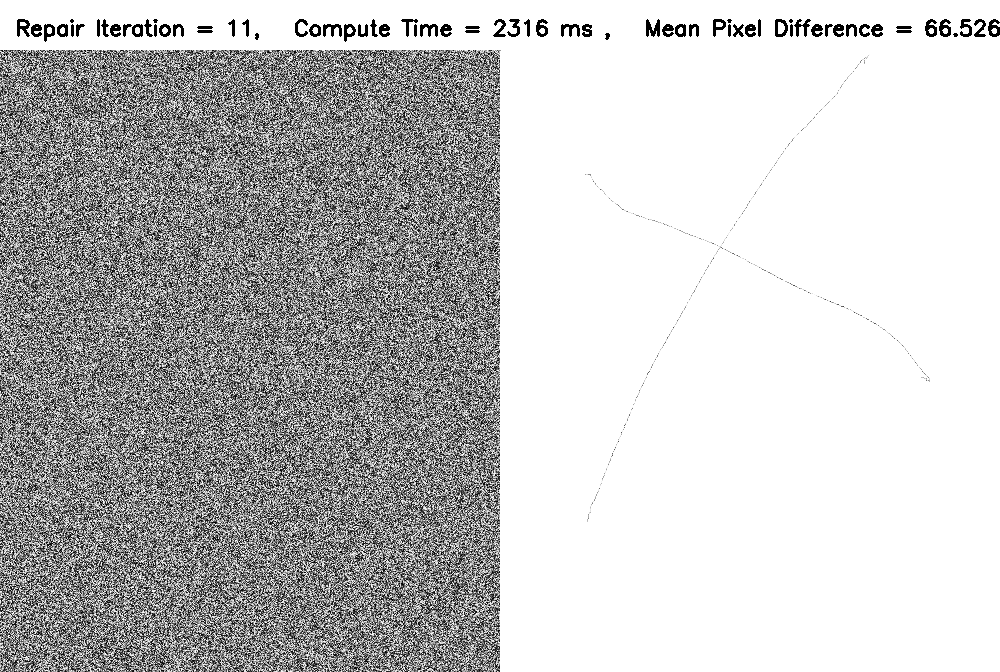 Repair Iteration = 11,   Compute Time = 2316 ms ,   Mean Pixel Difference = 66.526